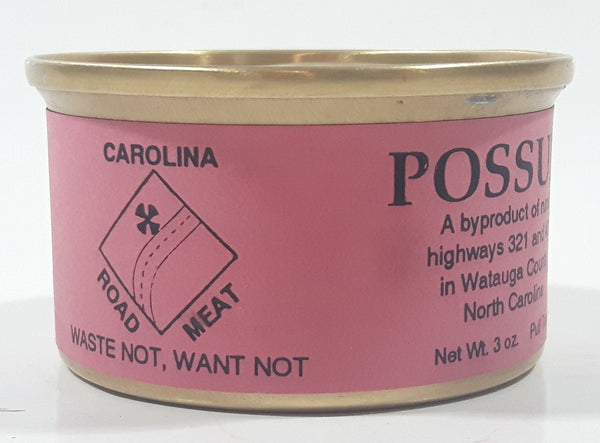 CAROLINA
ROAD
MEAT
WASTE NOT, WANT NOT
POSSU
A byproduct of
highways 321 and
in Watauga
North Carolina
Net Wt. 3 oz.